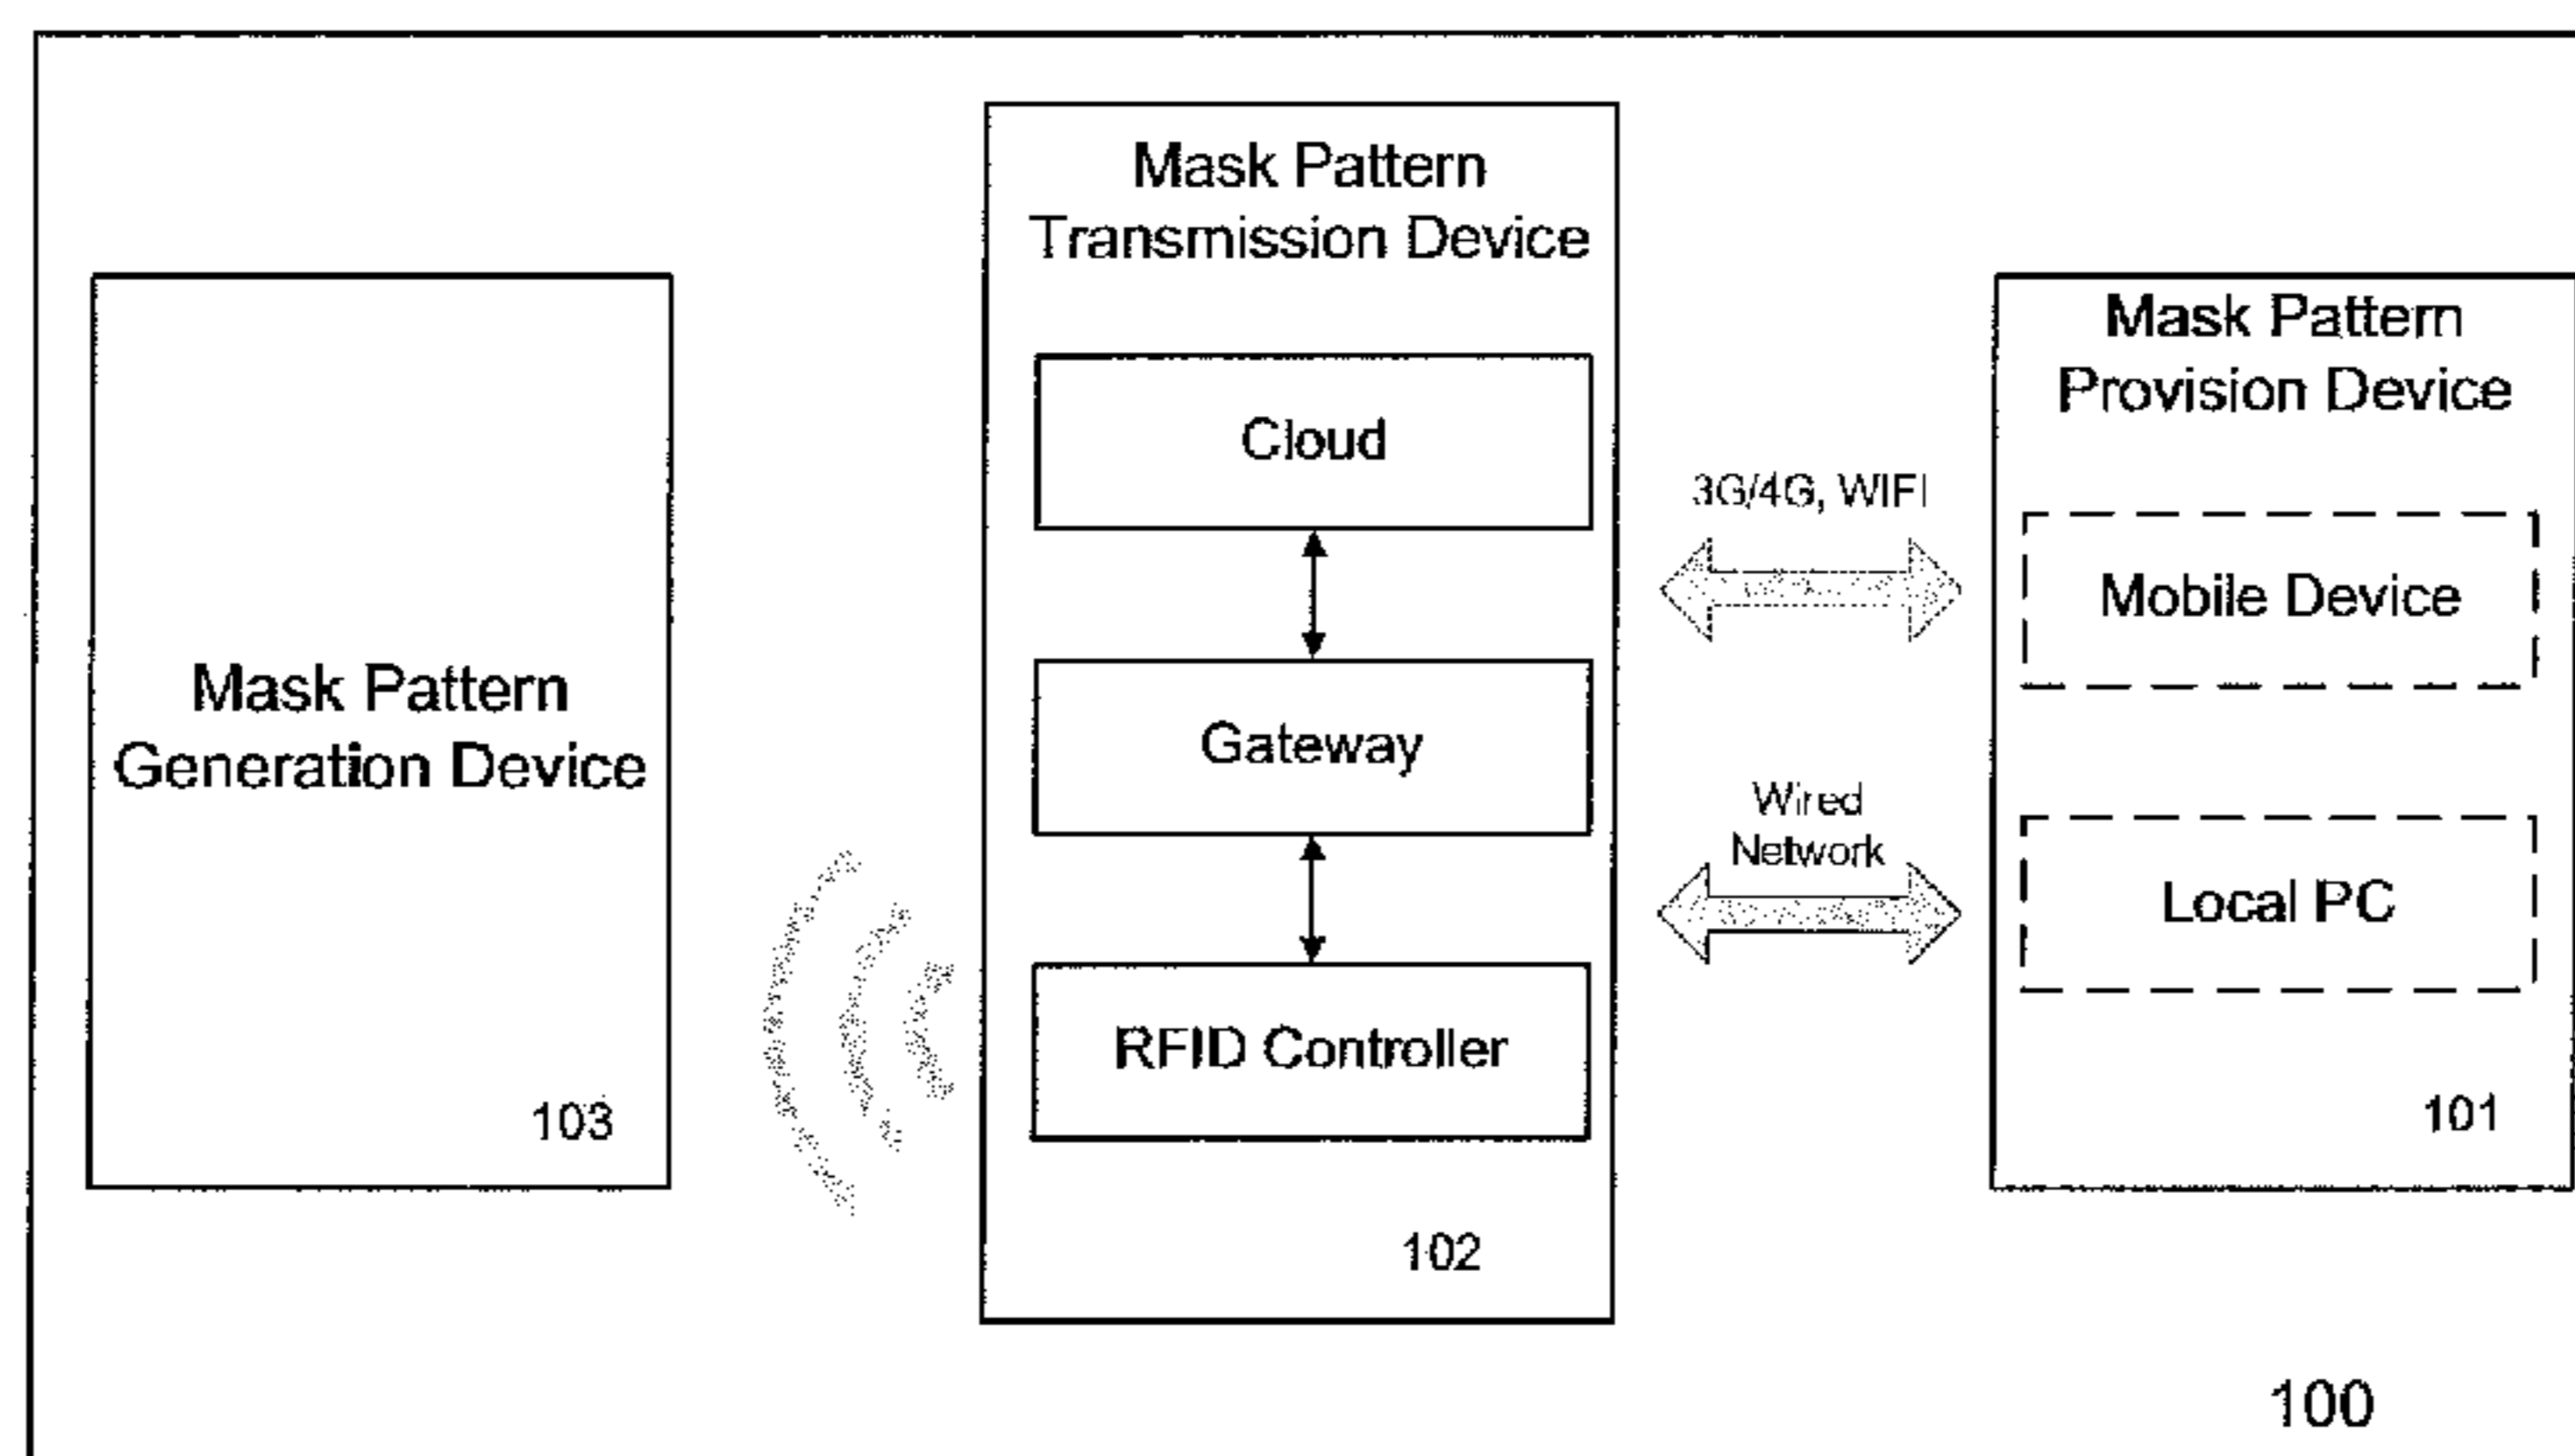 Mask Pattern
Generation Device
103
Mask Pattern
Transmission Device
Cloud
Gateway
RFID Controller
102
3G/4G, WIFI
Wired
Network
Mask Pattern
Provision Device
Mobile Device
Local PC
101
100